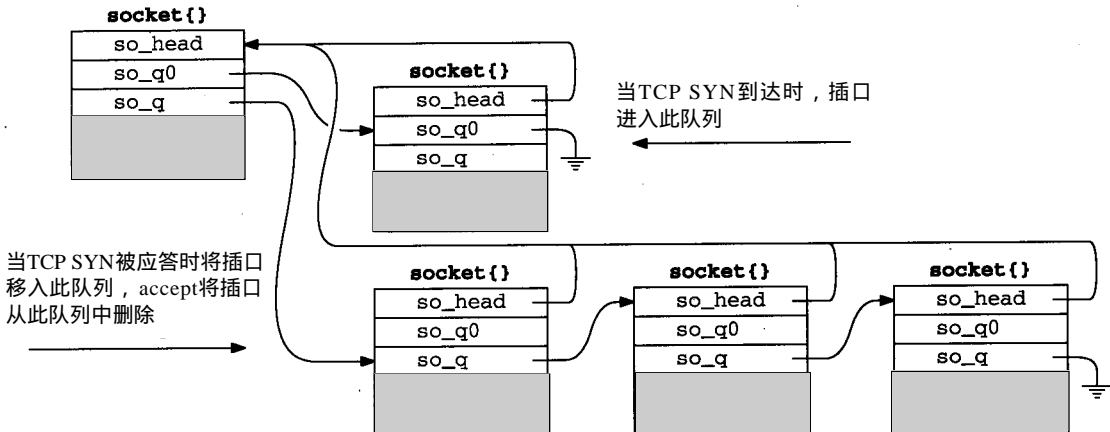 socket{}
so_head
so_q0
so_q
socket{}
so_head
so_q0
so_q
当TCP SYN到达时，插口
进入此队列
当TCP SYN被应答时将插口
移入此队列，accept将插口
从此队列中删除
socket{}
so_head
so_q0
so_q
socket{}
so_head
so_q0
so_q
socket{}
so_head
so_q0
so_q